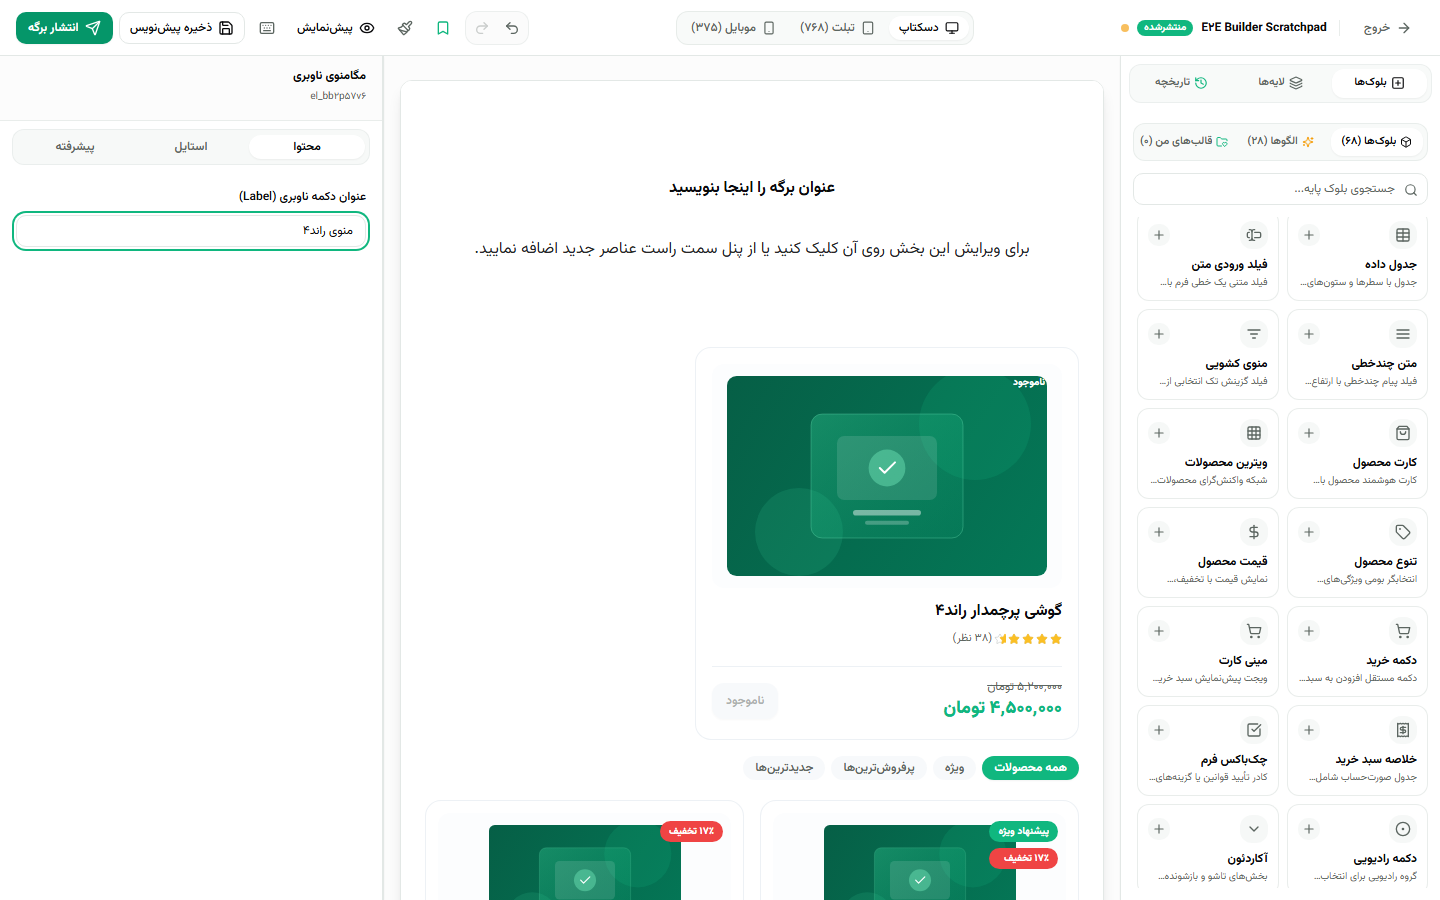 خروج
E۲E Builder Scratchpad
منتشرشده
دسکتاپ
تبلت (۷۶۸)
موبایل (۳۷۵)
پیش‌نمایش
ذخیره پیش‌نویس
انتشار برگه
بلوک‌ها
لایه‌ها
تاریخچه
بلوک‌ها (۶۸)
الگوها (۲۸)
قالب‌های من (۰)
جستجوی بلوک پایه...
جدول داده
جدول با سطرها و ستون‌های...
فیلد ورودی متن
فیلد متنی یک خطی فرم با...
متن چندخطی
فیلد پیام چندخطی با ارتفاع...
منوی کشویی
فیلد گزینش تک انتخابی از...
کارت محصول
کارت هوشمند محصول با...
ویترین محصولات
شبکه واکنش‌گرای محصولات...
تنوع محصول
انتخابگر بومی ویژگی‌های...
قیمت محصول
نمایش قیمت با تخفیف،...
دکمه خرید
دکمه مستقل افزودن به سبد...
مینی کارت
ویجت پیش‌نمایش سبد خرید...
خلاصه سبد خرید
جدول صورت‌حساب شامل...
چک‌باکس فرم
کادر تأیید قوانین یا گزینه‌های...
دکمه رادیویی
گروه رادیویی برای انتخاب...
آکاردئون
بخش‌های تاشو و بازشونده...
عنوان برگه را اینجا بنویسید
برای ویرایش این بخش روی آن کلیک کنید یا از پنل سمت راست عناصر جدید اضافه نمایید.
ناموجود
گوشی پرچمدار راند۴
(۳۸ نظر)
۵,۲۰۰,۰۰۰ تومان
۴,۵۰۰,۰۰۰ تومان
ناموجود
همه محصولات
ویژه
پرفروش‌ترین‌ها
جدیدترین‌ها
پیشنهاد ویژه
۱۷٪ تخفیف
۱۷٪ تخفیف
مگامنوی ناوبری
el_bb۲p۵۷v۶
محتوا
استایل
پیشرفته
عنوان دکمه ناوبری (Label)
منوی راند۴